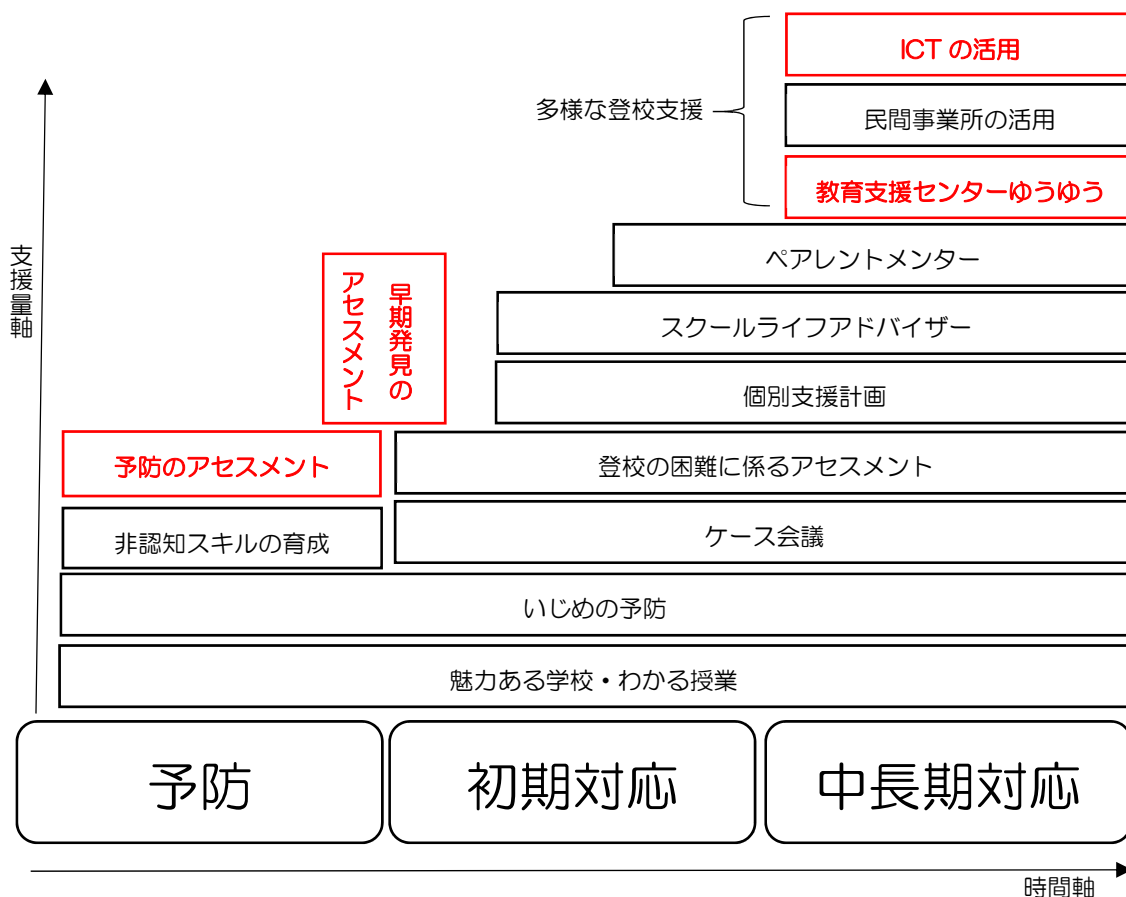 ICT の活用
多様な登校支援
民間事業所の活用
教育支援センターゆうゆう
ペアレントメンター
支援量軸
早期発見の
アセスメント
スクールライフアドバイザー
個別支援計画
予防のアセスメント
登校の困難に係るアセスメント
非認知スキルの育成
ケース会議
いじめの予防
魅力ある学校・わかる授業
予防
初期対応
中長期対応
時間軸